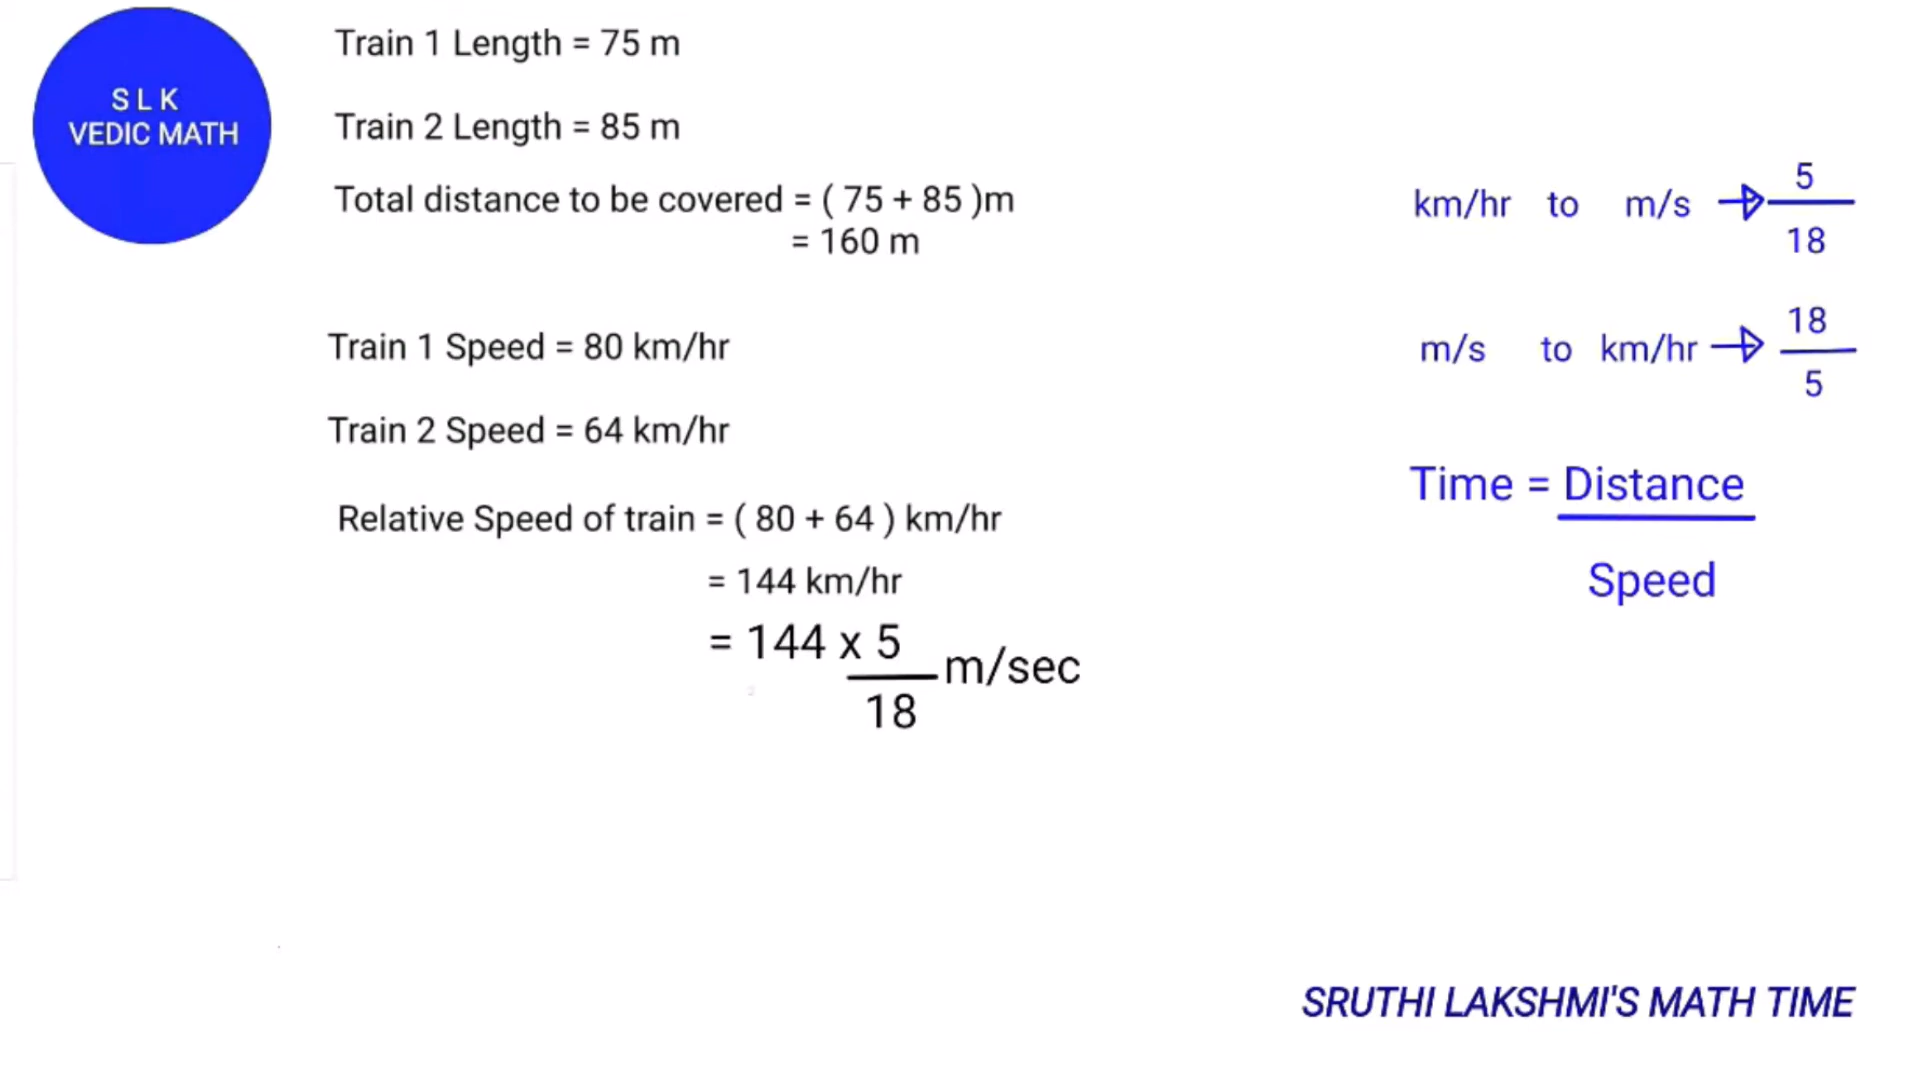 S L K
VEDIC MATH
Train 1 Length = 75 m
Train 2 Length = 85 m
Total distance to be covered = ( 75 + 85 )m
= 160 m
Train 1 Speed = 80 km/hr
Train 2 Speed = 64 km/hr
Relative Speed of train = ( 80 + 64 ) km/hr
= 144 km/hr
= 144 x 5
m/sec
18
5
km/hr to m/s
18
18
m/s to km/hr
5
Time = Distance
Speed
SRUTHI LAKSHMI'S MATH TIME